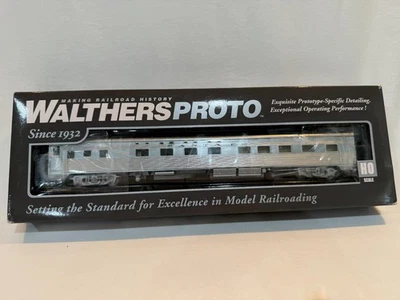 MAKING RAILROAD HISTORY
WALTHERSPROTO™
Since 1932
Exquisite Prototype-Specific Detailing.
Exceptional Operating Performance!
HO
SCALE
Setting the Standard for Excellence in Model Railroading